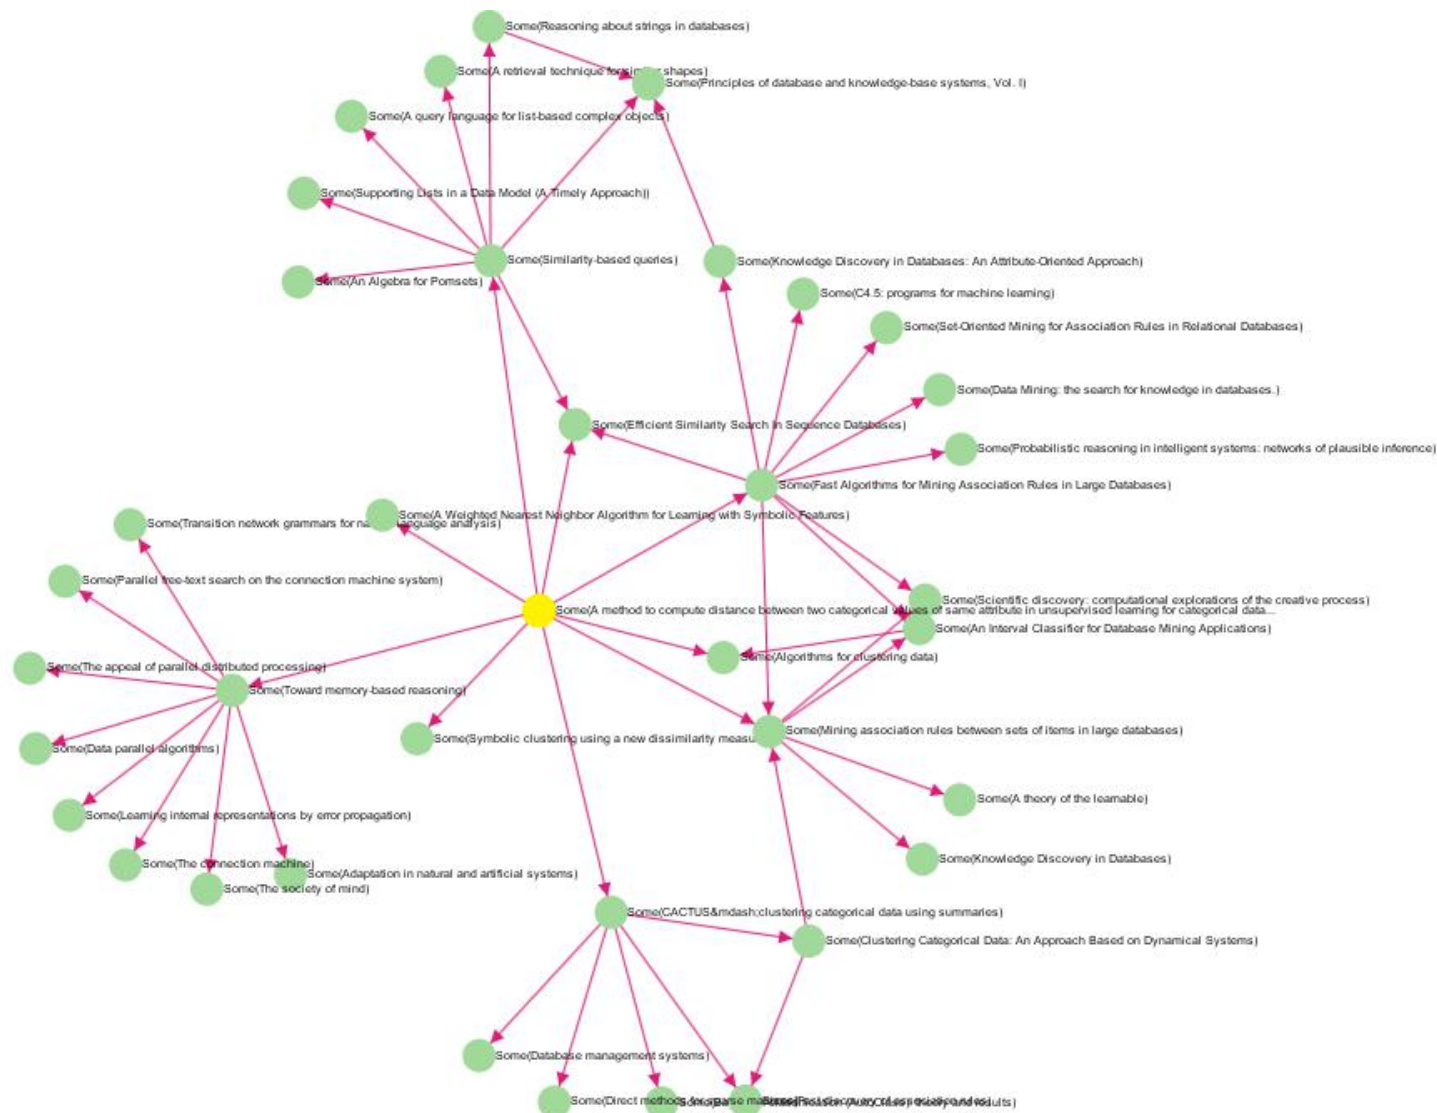 Some(Reasoning about strings in databases)
Some(A retrieval technique for similar shapes)
Some(Principles of database and knowledge-base systems, Vol. I)
Some(A query language for list-based complex objects)
Some(Supporting Lists in a Data Model (A Timely Approach))
Some(Similarity-based queries)
Some(Knowledge Discovery in Databases: An Attribute-Oriented Approach)
Some(An Algebra for Pomsets)
Some(C4.5: programs for machine learning)
Some(Set-Oriented Mining for Association Rules in Relational Databases)
Some(Data Mining: the search for knowledge in databases.)
Some(Efficient Similarity Search In Sequence Databases)
Some(Probabilistic reasoning in intelligent systems: networks of plausible inference)
Some(Fast Algorithms for Mining Association Rules in Large Databases)
Some(A Weighted Nearest Neighbor Algorithm for Learning with Symbolic Features)
Some(Transition network grammars for natural language analysis)
Some(Parallel free-text search on the connection machine system)
Some(Scientific discovery: computational explorations of the creative process)
Some(A method to compute distance between two categorical values of same attribute in unsupervised learning for categorical data...
Some(An Interval Classifier for Database Mining Applications)
Some(Algorithms for clustering data)
Some(The appeal of parallel distributed processing)
Some(Toward memory-based reasoning)
Some(Mining association rules between sets of items in large databases)
Some(Symbolic clustering using a new dissimilarity measu
Some(Data parallel algorithms)
Some(A theory of the learnable)
Some(Learning internal representations by error propagation)
Some(Knowledge Discovery in Databases)
Some(The connection machine)
Some(Adaptation in natural and artificial systems)
Some(The society of mind)
Some(CACTUS&mdash;clustering categorical data using summaries)
Some(Clustering Categorical Data: An Approach Based on Dynamical Systems)
Some(Database management systems)
Some(Direct methods for sparse matrices)
Some(Fast discovery of association rules)